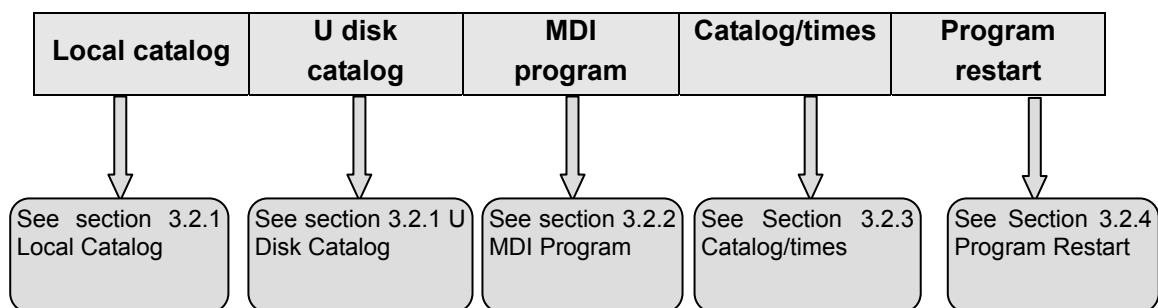 Local catalog
U disk
catalog
MDI
program
Catalog/times
Program
restart
See section 3.2.1
Local Catalog
See section 3.2.1 U
Disk Catalog
See section 3.2.2
MDI Program
See Section 3.2.3
Catalog/times
See Section 3.2.4
Program Restart